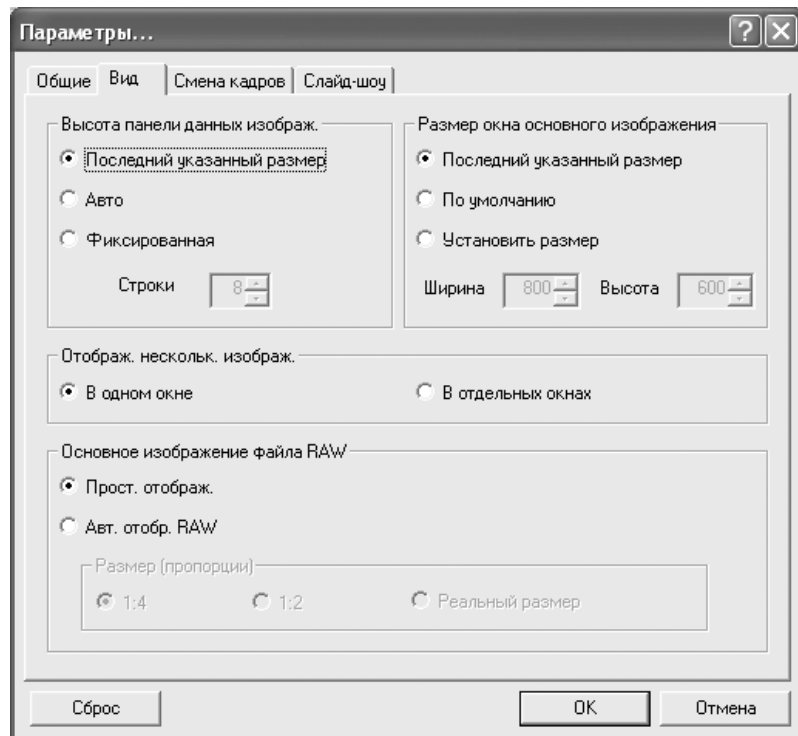 Параметры...
Общие Вид Смена кадров Слайд-шоу
Высота панели данных изображ.
Последний указанный размер
Авто
Фиксированная
Строки 8
Размер окна основного изображения
Последний указанный размер
По умолчанию
Установить размер
Ширина 800 Высота 600
Отображ. нескольк. изображ.
В одном окне В отдельных окнах
Основное изображение файла RAW
Прост. отображ.
Авт. отобр. RAW
Размер (пропорции)
1:4 1:2 Реальный размер
Сброс OK Отмена